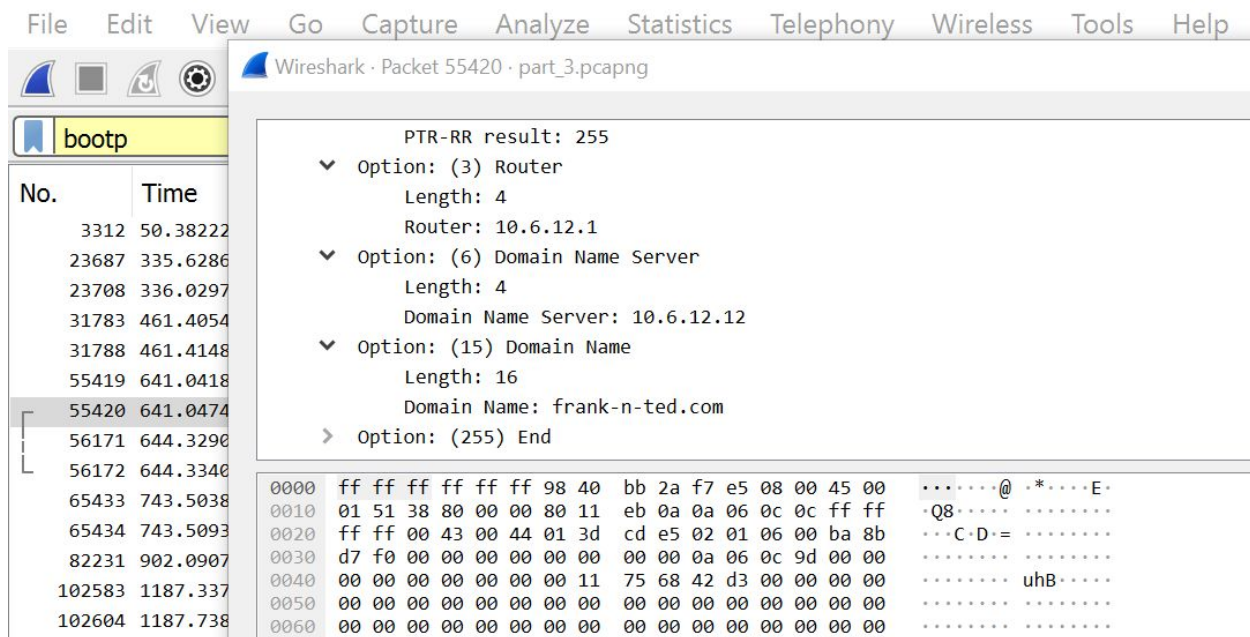 File Edit View Go Capture Analyze Statistics Telephony Wireless Tools Help
Wireshark · Packet 55420 · part_3.pcapng
bootp
No. Time
3312 50.38222
23687 335.6286
23708 336.0297
31783 461.4054
31788 461.4148
55419 641.0418
55420 641.0474
56171 644.3290
56172 644.3340
65433 743.5038
65434 743.5093
82231 902.0907
102583 1187.337
102604 1187.738
PTR-RR result: 255
Option: (3) Router
Length: 4
Router: 10.6.12.1
Option: (6) Domain Name Server
Length: 4
Domain Name Server: 10.6.12.12
Option: (15) Domain Name
Length: 16
Domain Name: frank-n-ted.com
Option: (255) End
0000 ff ff ff ff ff ff 98 40 bb 2a f7 e5 08 00 45 00 ·······@ ·*····E·
0010 01 51 38 80 00 00 80 11 eb 0a 0a 06 0c 0c ff ff ·Q8····· ········
0020 ff ff 00 43 00 44 01 3d cd e5 02 01 06 00 ba 8b ···C·D·= ········
0030 d7 f0 00 00 00 00 00 00 00 00 0a 06 0c 9d 00 00 ········ ········
0040 00 00 00 00 00 00 00 11 75 68 42 d3 00 00 00 00 ········ uhB·····
0050 00 00 00 00 00 00 00 00 00 00 00 00 00 00 00 00 ········ ········
0060 00 00 00 00 00 00 00 00 00 00 00 00 00 00 00 00 ········ ········